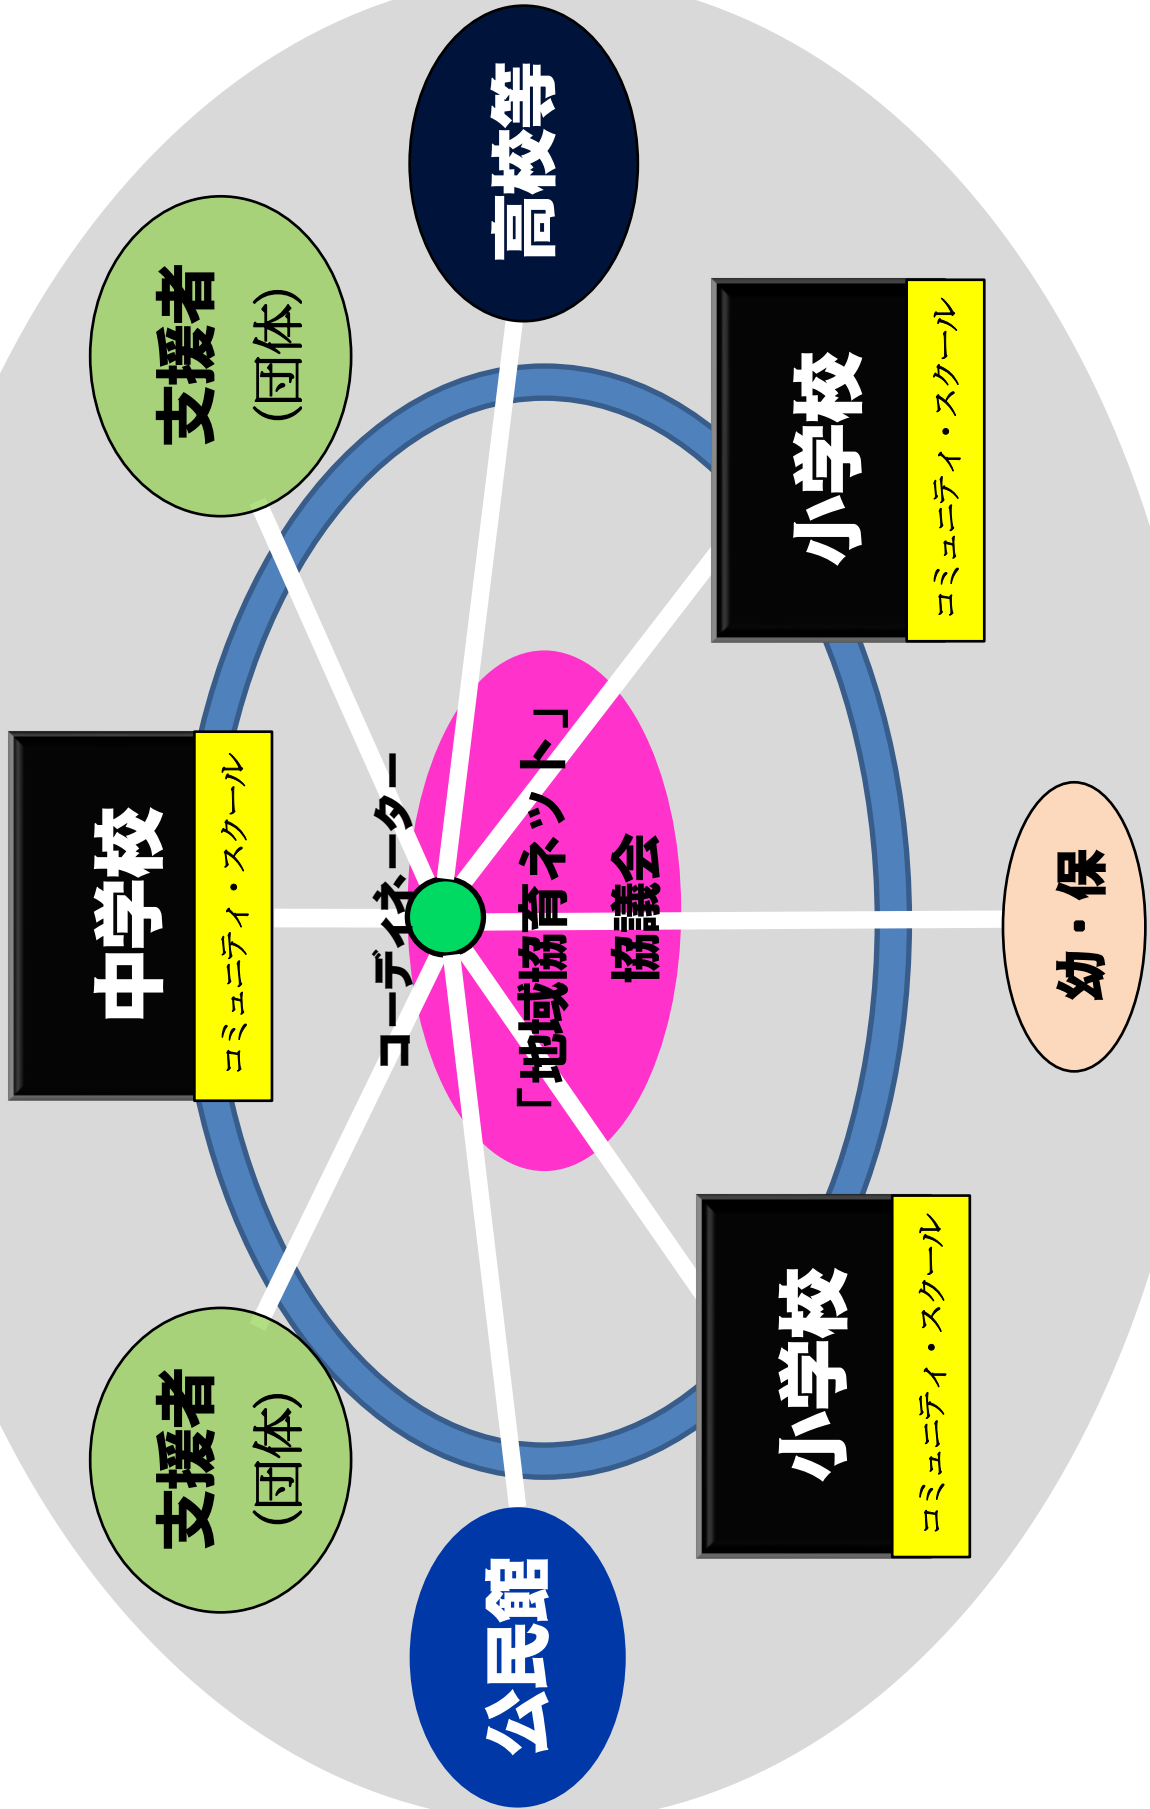 中学校
コミュニティ・スクール
支援者
(団体)
支援者
(団体)
コーディネーター
公民館
高校等
「地域協育ネット」
協議会
小学校
コミュニティ・スクール
小学校
コミュニティ・スクール
幼・保